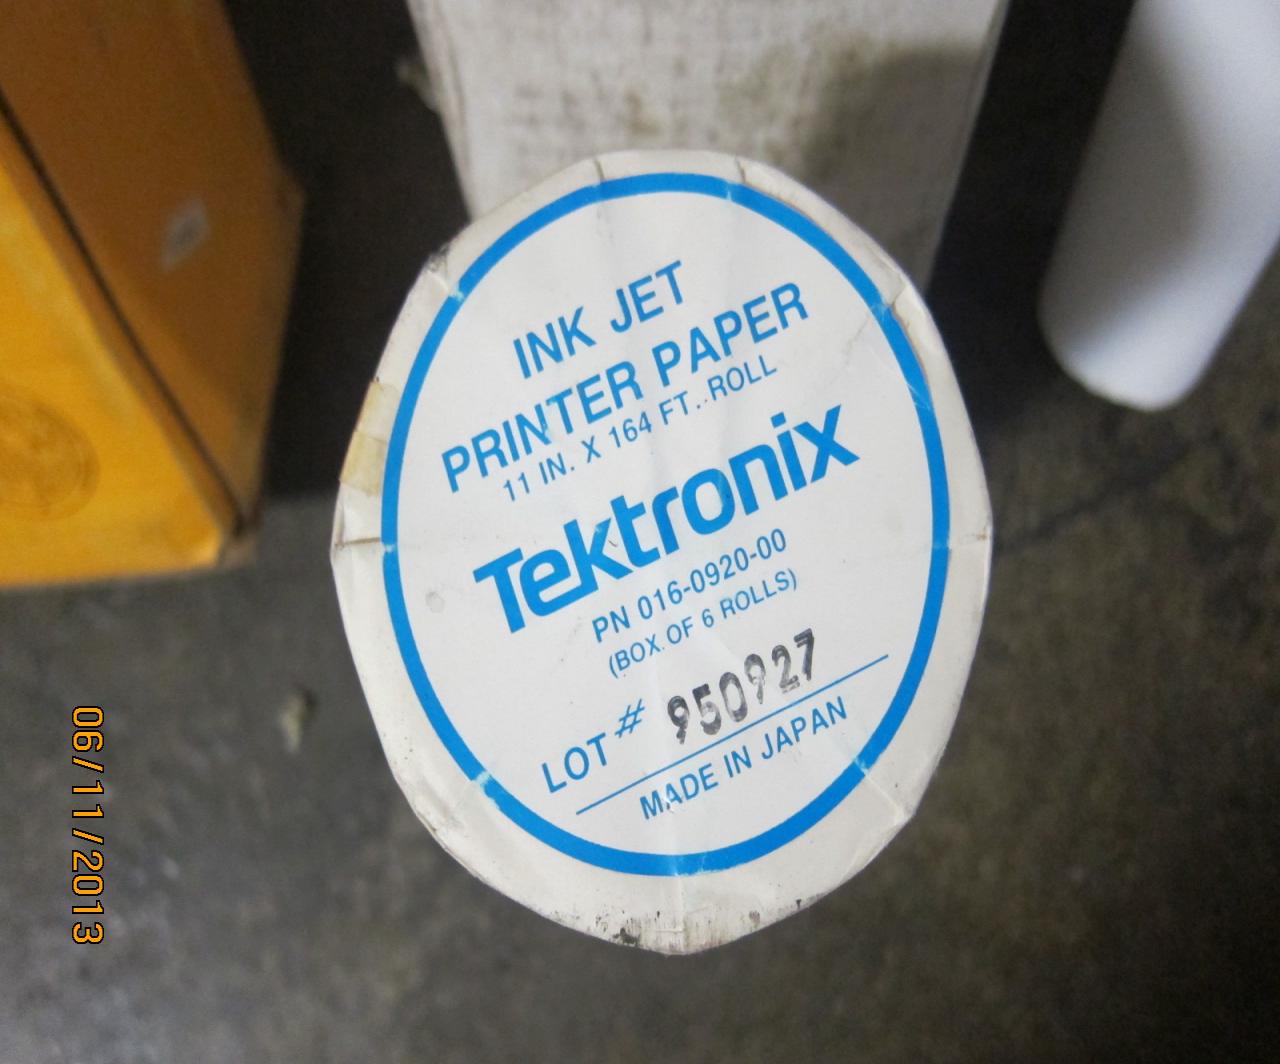 INK JET
PRINTER PAPER
11 IN. X 164 FT. ROLL
Tektronix
PN 016-0920-00
(BOX OF 6 ROLLS)
LOT # 950927
MADE IN JAPAN
06/11/2013